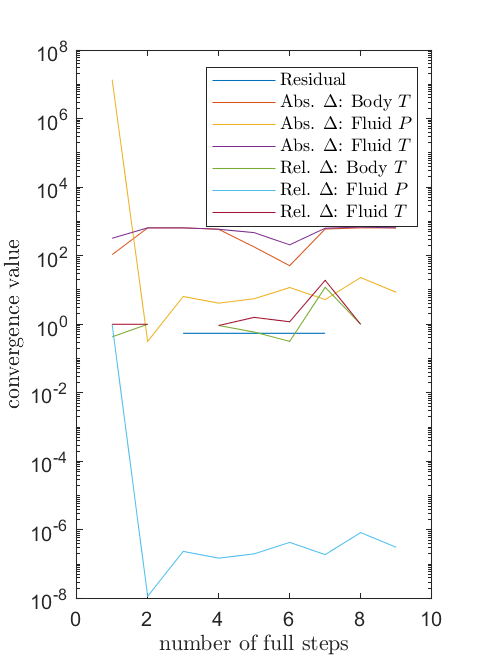 10^8
10^6
10^4
10^2
10^0
10^-2
10^-4
10^-6
10^-8
convergence value
Residual
Abs. Δ: Body T
Abs. Δ: Fluid P
Abs. Δ: Fluid T
Rel. Δ: Body T
Rel. Δ: Fluid P
Rel. Δ: Fluid T
0 2 4 6 8 10
number of full steps